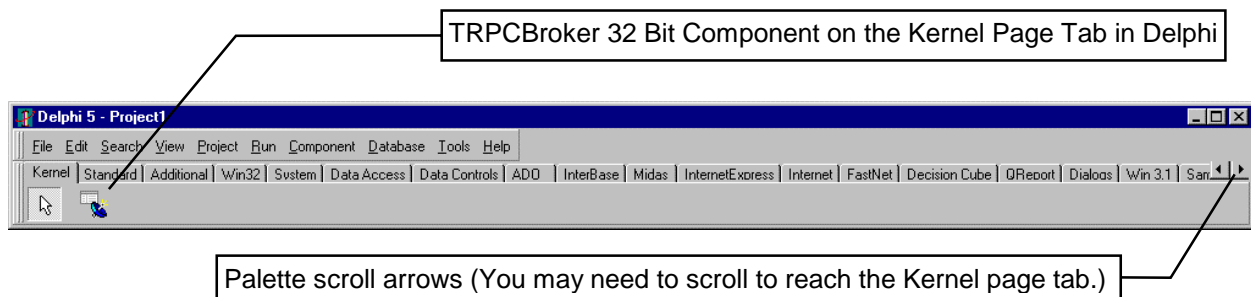 TRPCBroker 32 Bit Component on the Kernel Page Tab in Delphi
Delphi 5 - Project1
File Edit Search View Project Run Component Database Tools Help
Kernel Standard Additional Win32 System Data Access Data Controls ADO InterBase Midas InternetExpress Internet FastNet Decision Cube QReport Dialogs Win 3.1 Sam
Palette scroll arrows (You may need to scroll to reach the Kernel page tab.)